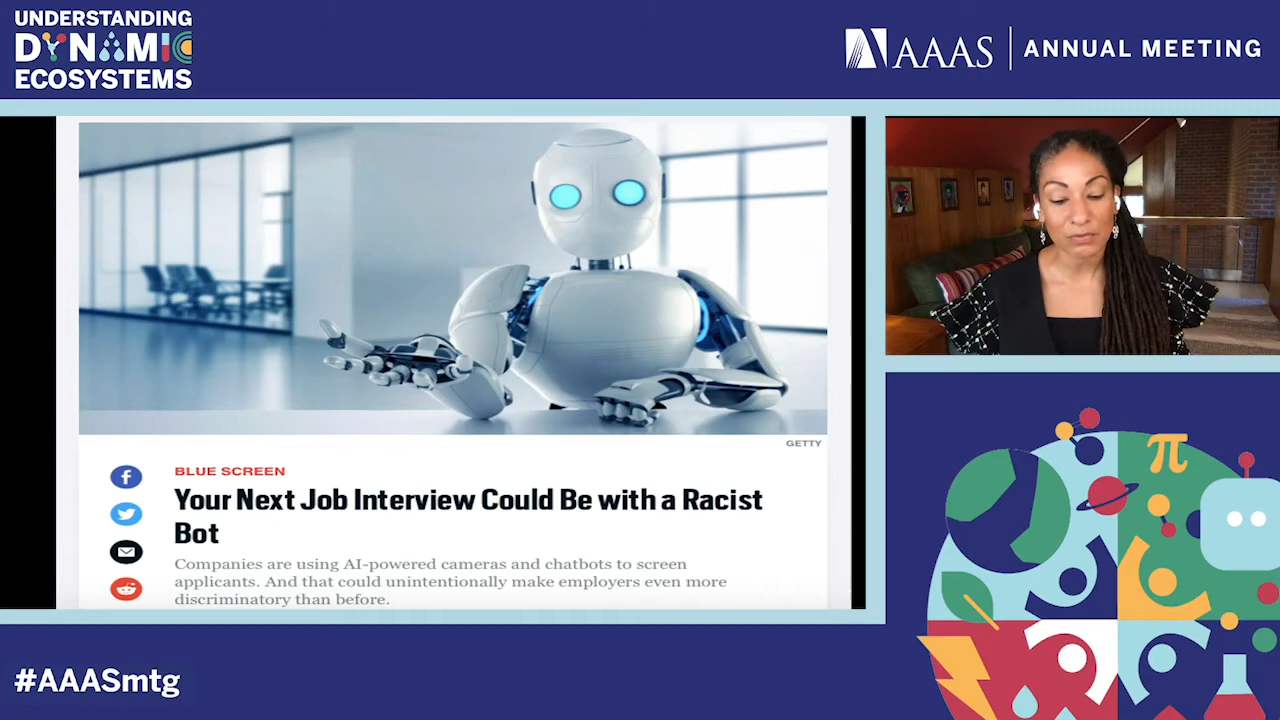 UNDERSTANDING
DYNAMIC
ECOSYSTEMS
AAAS
ANNUAL MEETING
GETTY
f
BLUE SCREEN
Your Next Job Interview Could Be with a Racist
Bot
Companies are using AI-powered cameras and chatbots to screen
applicants. And that could unintentionally make employers even more
discriminatory than before.
π
#AAASmtg